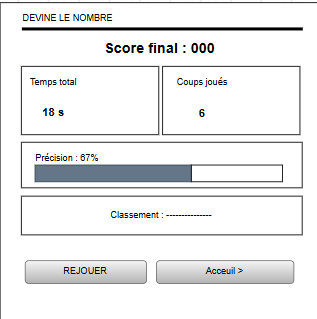 DEVINE LE NOMBRE
Score final : 000
Temps total
Coups joués
18 s
6
Précision : 67%
Classement : ---------------
REJOUER
Acceuil >